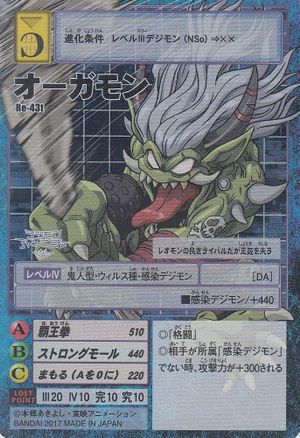 進化条件 レベルⅢデジモン (NSo) ⇒××
オーガモン
Re-43t
レオモンの良きライバルだが正気を失う
レベルⅣ 鬼人型・ウィルス種・感染デジモン [DA]
■感染デジモン/+440
A 覇王拳 510
B ストロングモール 440
C まもる (Aを0に) 220
◎「格闘」
◎相手が所属「感染デジモン」
でない時、攻撃力が+300される
LOST POINT Ⅲ20 Ⅳ10 完10 究10
©本郷あきよし・東映アニメーション
BANDAI 2017 MADE IN JAPAN